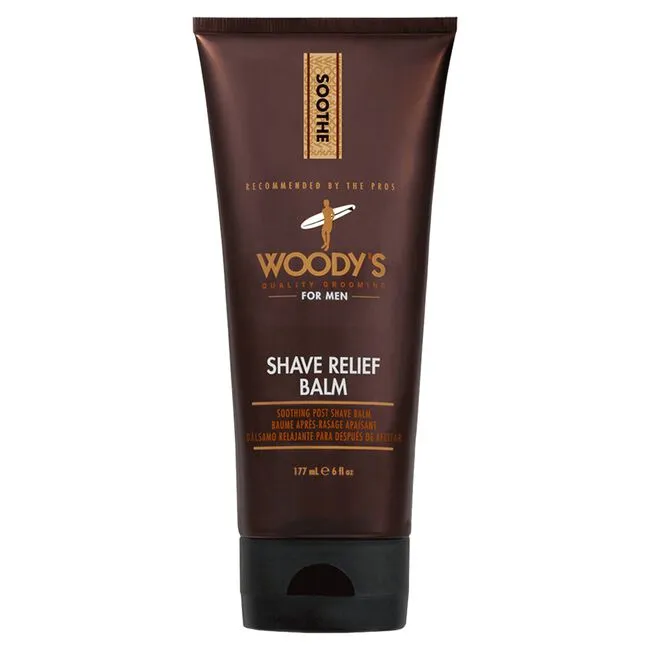 SOOTHE
RECOMMENDED BY THE PROS
WOODY'S
QUALITY GROOMING
FOR MEN
SHAVE RELIEF
BALM
SOOTHING POST SHAVE BALM
BAUME APRÈS-RASAGE APAISANT
BÁLSAMO RELAJANTE PARA DESPUÉS DE AFEITAR
177 mL e 6 fl oz